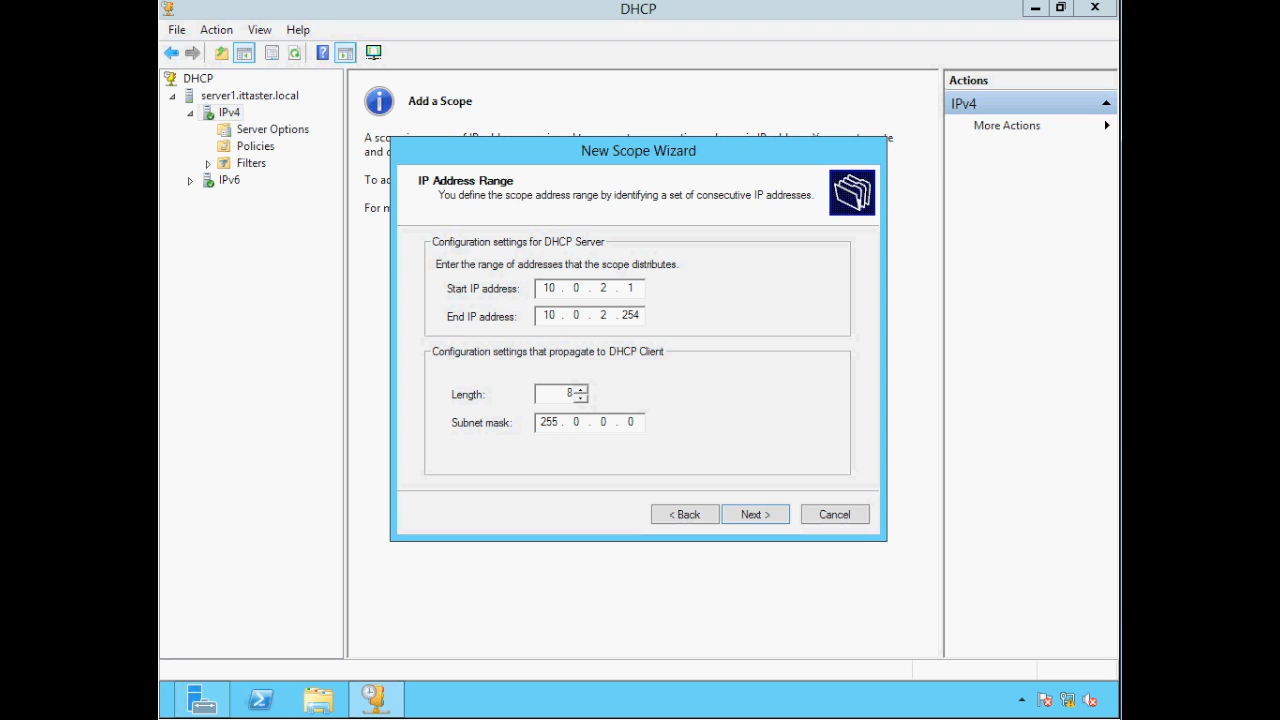 DHCP
File Action View Help
DHCP
server1.ittaster.local
IPv4
Server Options
Policies
Filters
IPv6
Add a Scope
A sco
and c
To ad
For m
te
New Scope Wizard
IP Address Range
You define the scope address range by identifying a set of consecutive IP addresses.
Configuration settings for DHCP Server
Enter the range of addresses that the scope distributes.
Start IP address: 10 . 0 . 2 . 1
End IP address: 10 . 0 . 2 . 254
Configuration settings that propagate to DHCP Client
Length: 8
Subnet mask: 255 . 0 . 0 . 0
< Back Next > Cancel
Actions
IPv4
More Actions